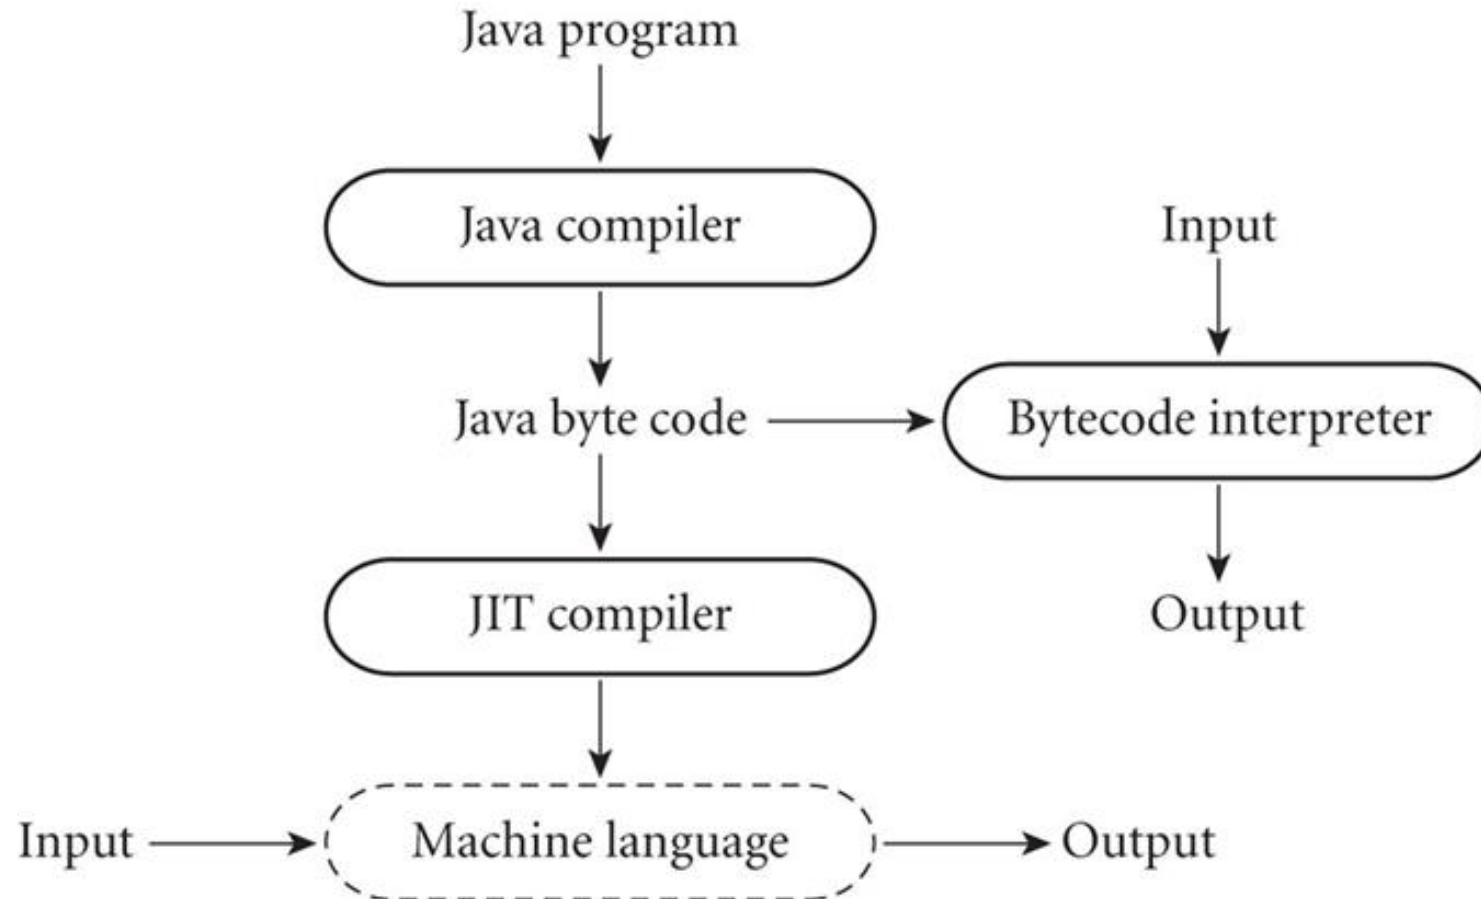 Java program
Java compiler
Input
Java byte code
Bytecode interpreter
JIT compiler
Output
Input
Machine language
Output